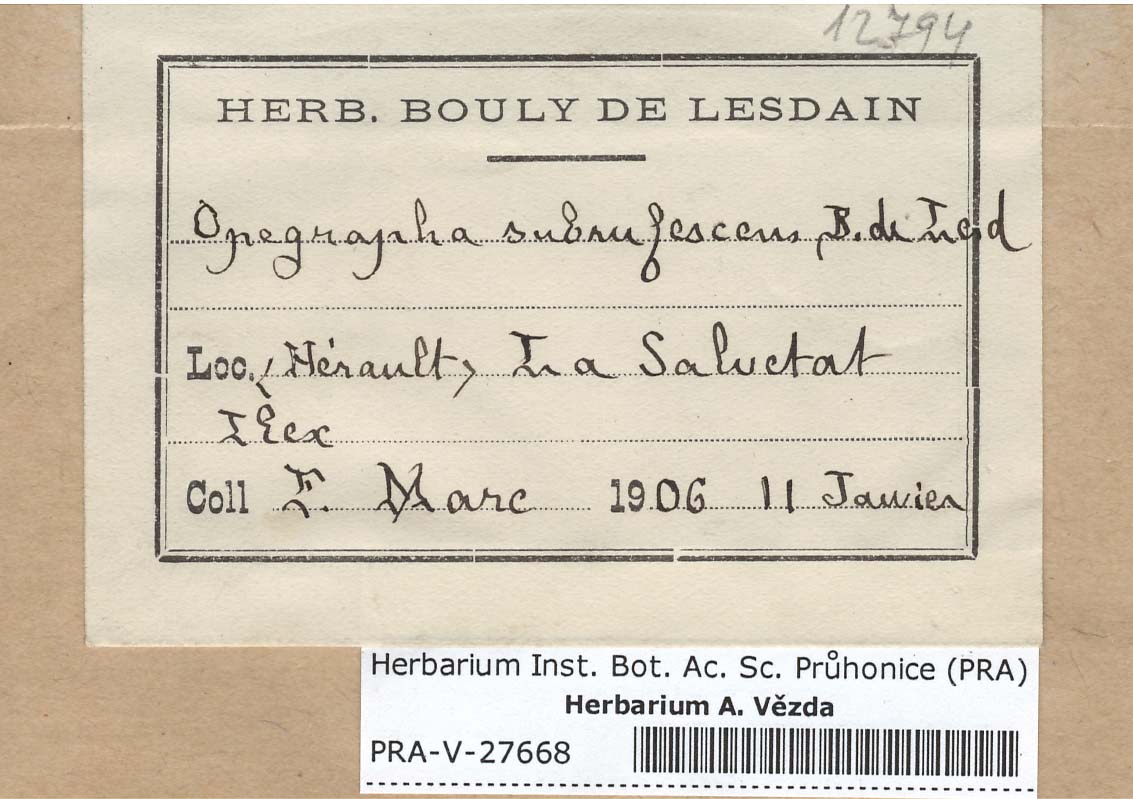 12794
HERB. BOULY DE LESDAIN
Opegrapha subrufescens B. de Lesd
Loc. (Hérault) La Salvetat
Ilex
Coll F. Marc 1906 11 Janvier
Herbarium Inst. Bot. Ac. Sc. Průhonice (PRA)
Herbarium A. Vězda
PRA-V-27668